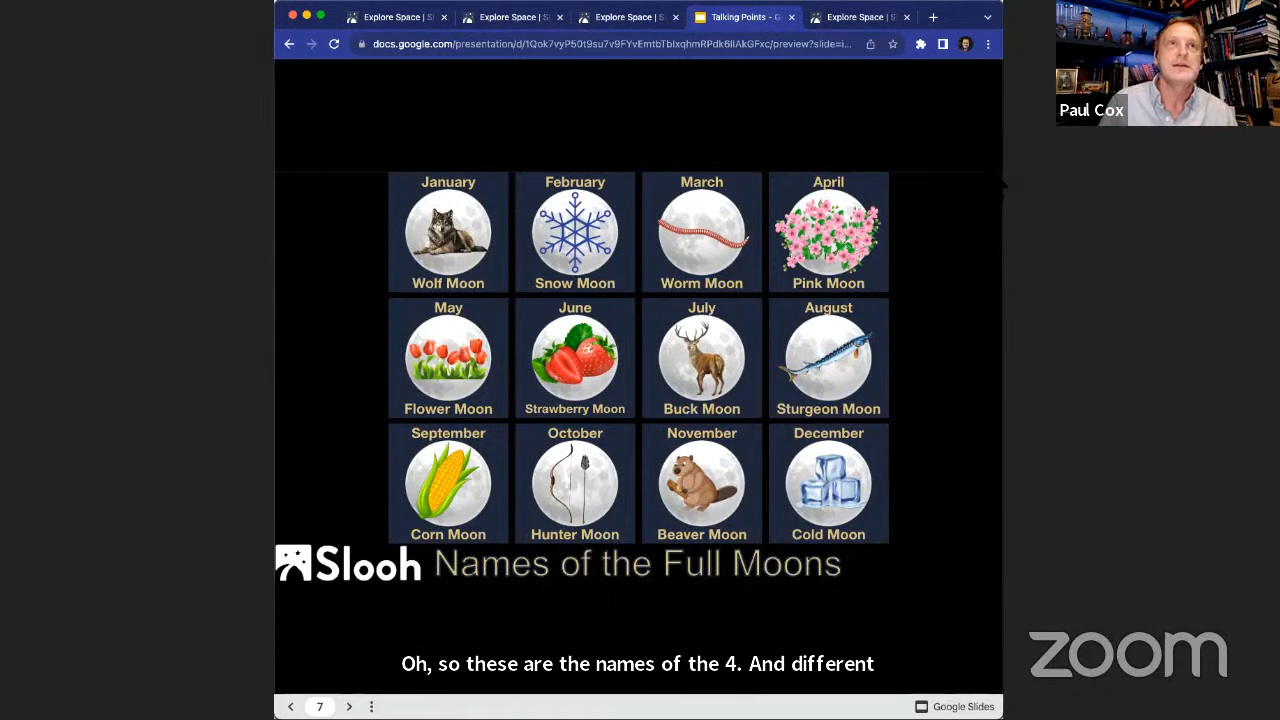 Explore Space | S
Explore Space | S
Explore Space | S
Talking Points - G
Explore Space | S
docs.google.com/presentation/d/1Qok7vyP50t9su7v9FYvEmtbTbIxqhmRPdk6lIAkGFxc/preview?slide=i...
Paul Cox
January
February
March
April
Wolf Moon
Snow Moon
Worm Moon
Pink Moon
May
June
July
August
Flower Moon
Strawberry Moon
Buck Moon
Sturgeon Moon
September
October
November
December
Corn Moon
Hunter Moon
Beaver Moon
Cold Moon
Slooh
Names of the Full Moons
Oh, so these are the names of the 4. And different
zoom
7
Google Slides